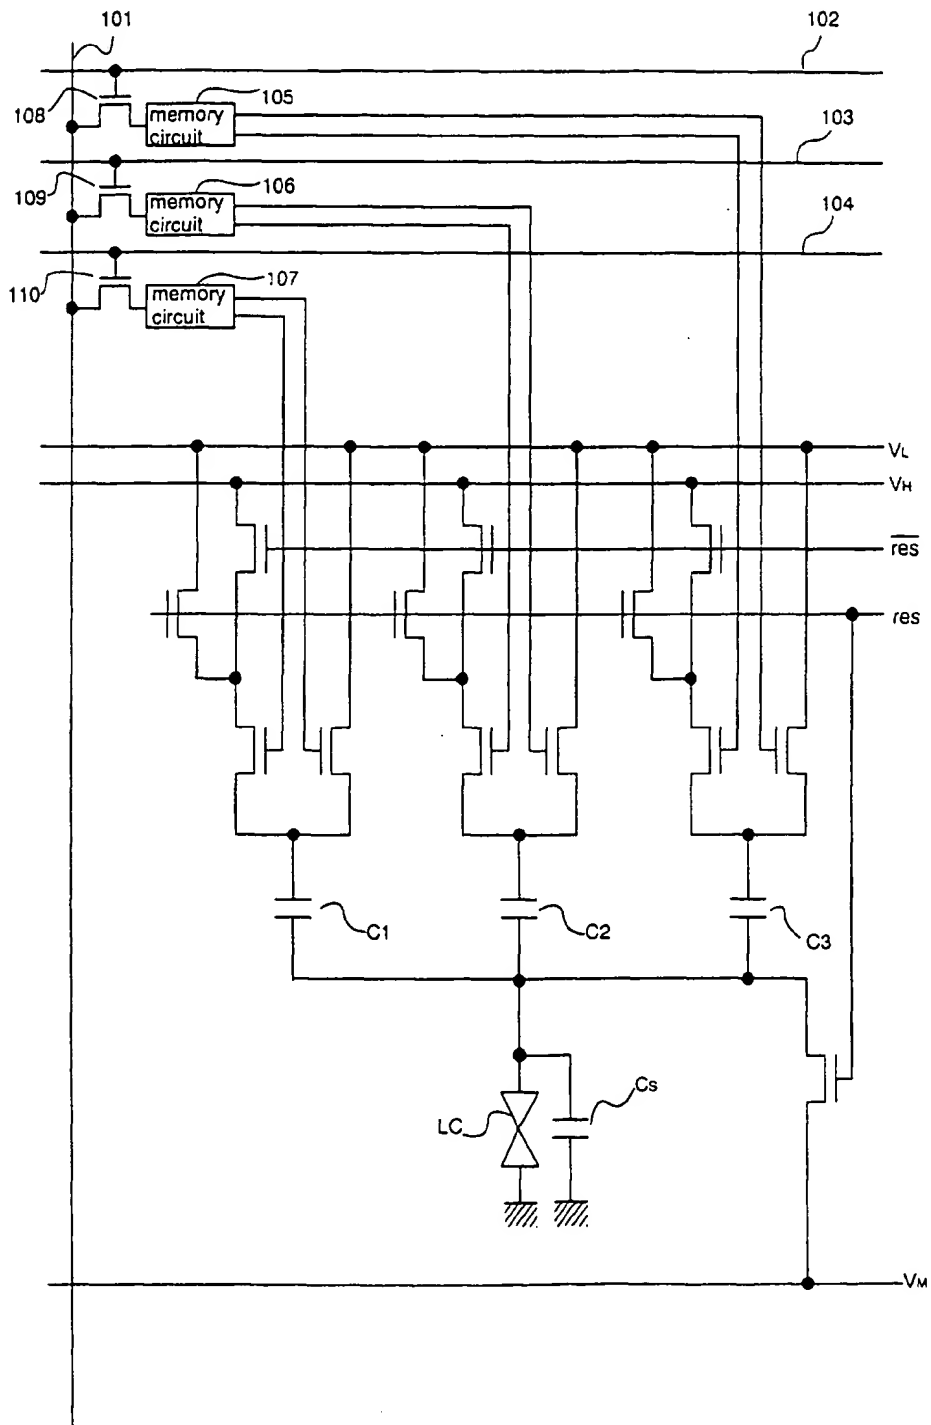 101
102
108
memory
circuit
105
103
109
memory
circuit
106
104
110
memory
circuit
107
VL
VH
res
res
C1
C2
C3
LC
Cs
VM